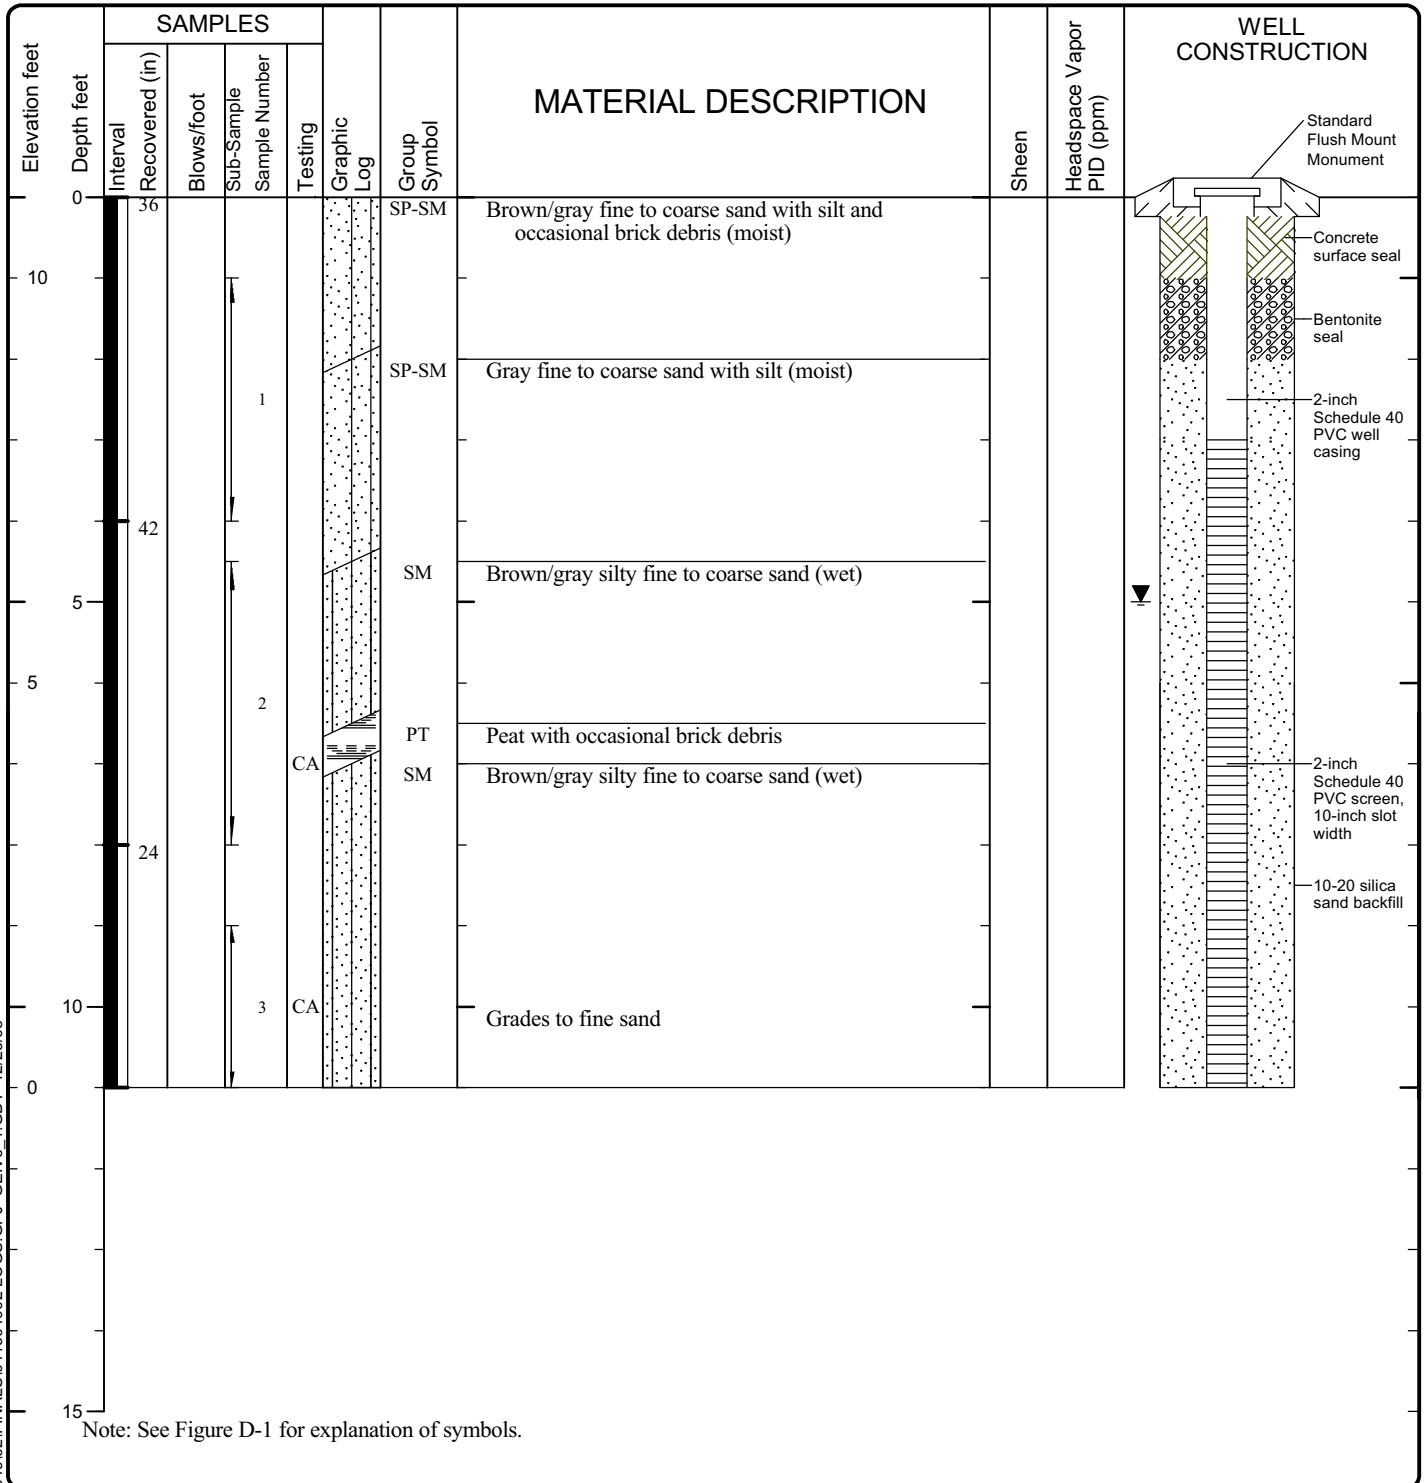 SAMPLES
Elevation feet
Depth feet
Interval
Recovered (in)
Blows/foot
Sub-Sample
Sample Number
Testing
Graphic
Log
Group
Symbol
MATERIAL DESCRIPTION
Sheen
Headspace Vapor
PID (ppm)
WELL
CONSTRUCTION
Standard
Flush Mount
Monument
0
36
SP-SM
Brown/gray fine to coarse sand with silt and
occasional brick debris (moist)
Concrete
surface seal
10
Bentonite
seal
SP-SM
Gray fine to coarse sand with silt (moist)
1
2-inch
Schedule 40
PVC well
casing
42
SM
Brown/gray silty fine to coarse sand (wet)
5
5
2
PT
Peat with occasional brick debris
CA
SM
Brown/gray silty fine to coarse sand (wet)
2-inch
Schedule 40
PVC screen,
10-inch slot
width
24
10-20 silica
sand backfill
10
3
CA
Grades to fine sand
0
15
Note: See Figure D-1 for explanation of symbols.